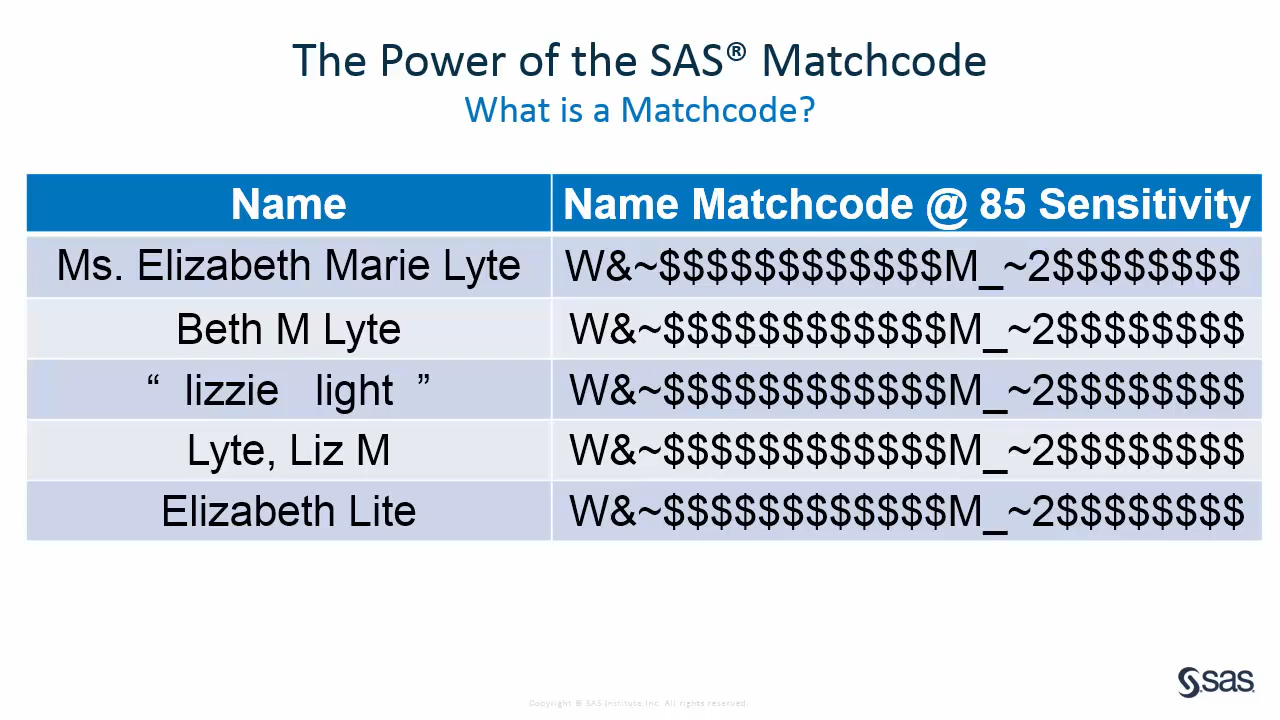 The Power of the SAS® Matchcode
What is a Matchcode?
Name Name Matchcode @ 85 Sensitivity
Ms. Elizabeth Marie Lyte W&~$$$$$$$$$$$$M_~2$$$$$$$$
Beth M Lyte W&~$$$$$$$$$$$$M_~2$$$$$$$$
“ lizzie light ” W&~$$$$$$$$$$$$M_~2$$$$$$$$
Lyte, Liz M W&~$$$$$$$$$$$$M_~2$$$$$$$$
Elizabeth Lite W&~$$$$$$$$$$$$M_~2$$$$$$$$
Copyright © SAS Institute Inc. All rights reserved.
sas